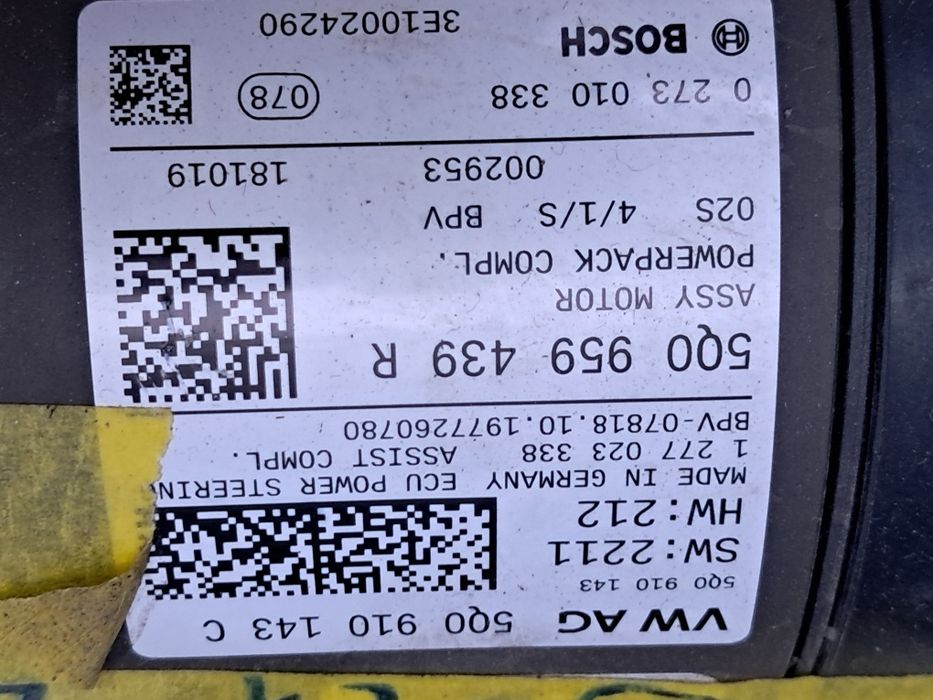 VW AG 5Q0 910 143 C
5Q0 910 143
SW:2211
HW:212
MADE IN GERMANY ECU POWER STEERIN
1 277 023 338 ASSIST COMPL.
BPV-07818.10.1977260780
5Q0 959 439 R
ASSY MOTOR
POWERPACK COMPL.
02S 4/1/S BPV
002953 181019
0 273 010 338 078
BOSCH 3E10024290